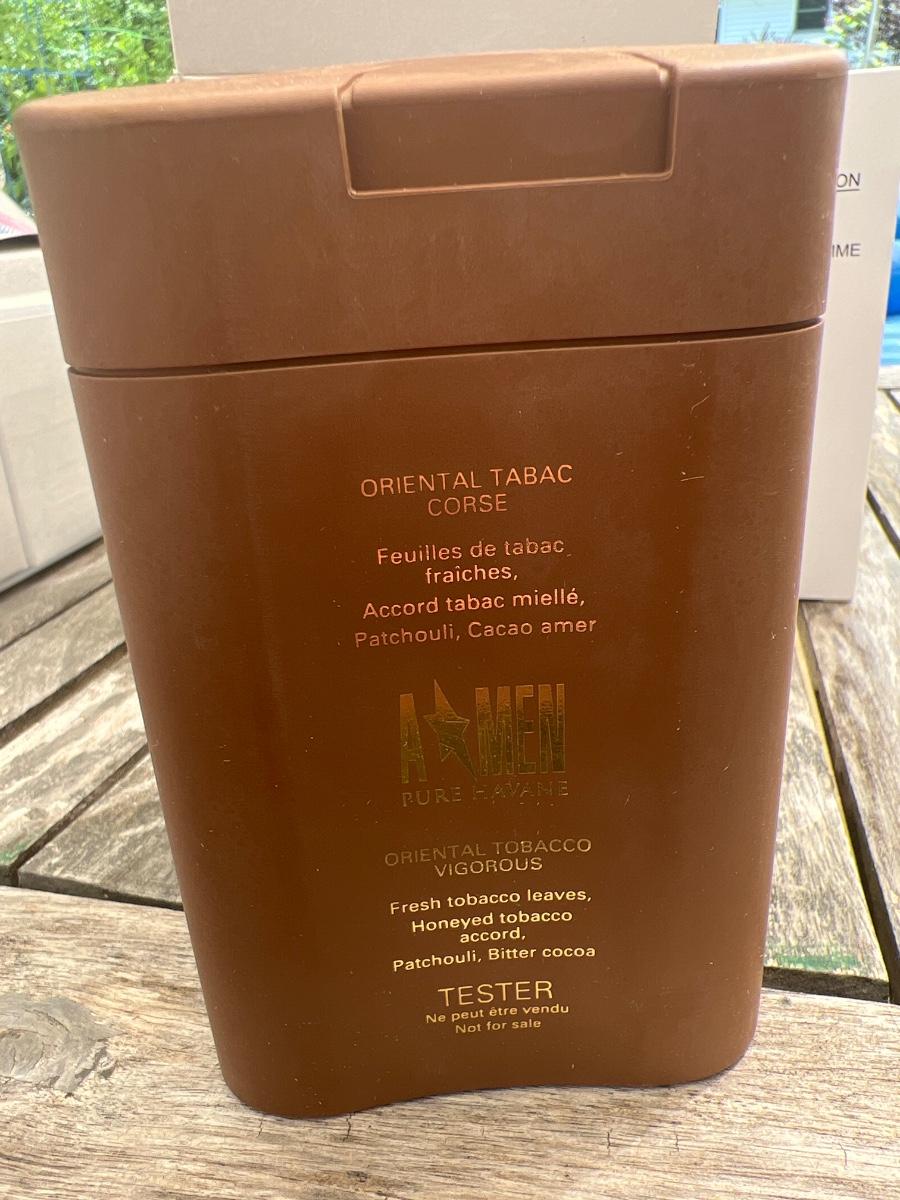 ORIENTAL TABAC
CORSE
Feuilles de tabac
fraîches,
Accord tabac miellé,
Patchouli, Cacao amer
A★MEN
PURE HAVANE
ORIENTAL TOBACCO
VIGOROUS
Fresh tobacco leaves,
Honeyed tobacco
accord,
Patchouli, Bitter cocoa
TESTER
Ne peut être vendu
Not for sale